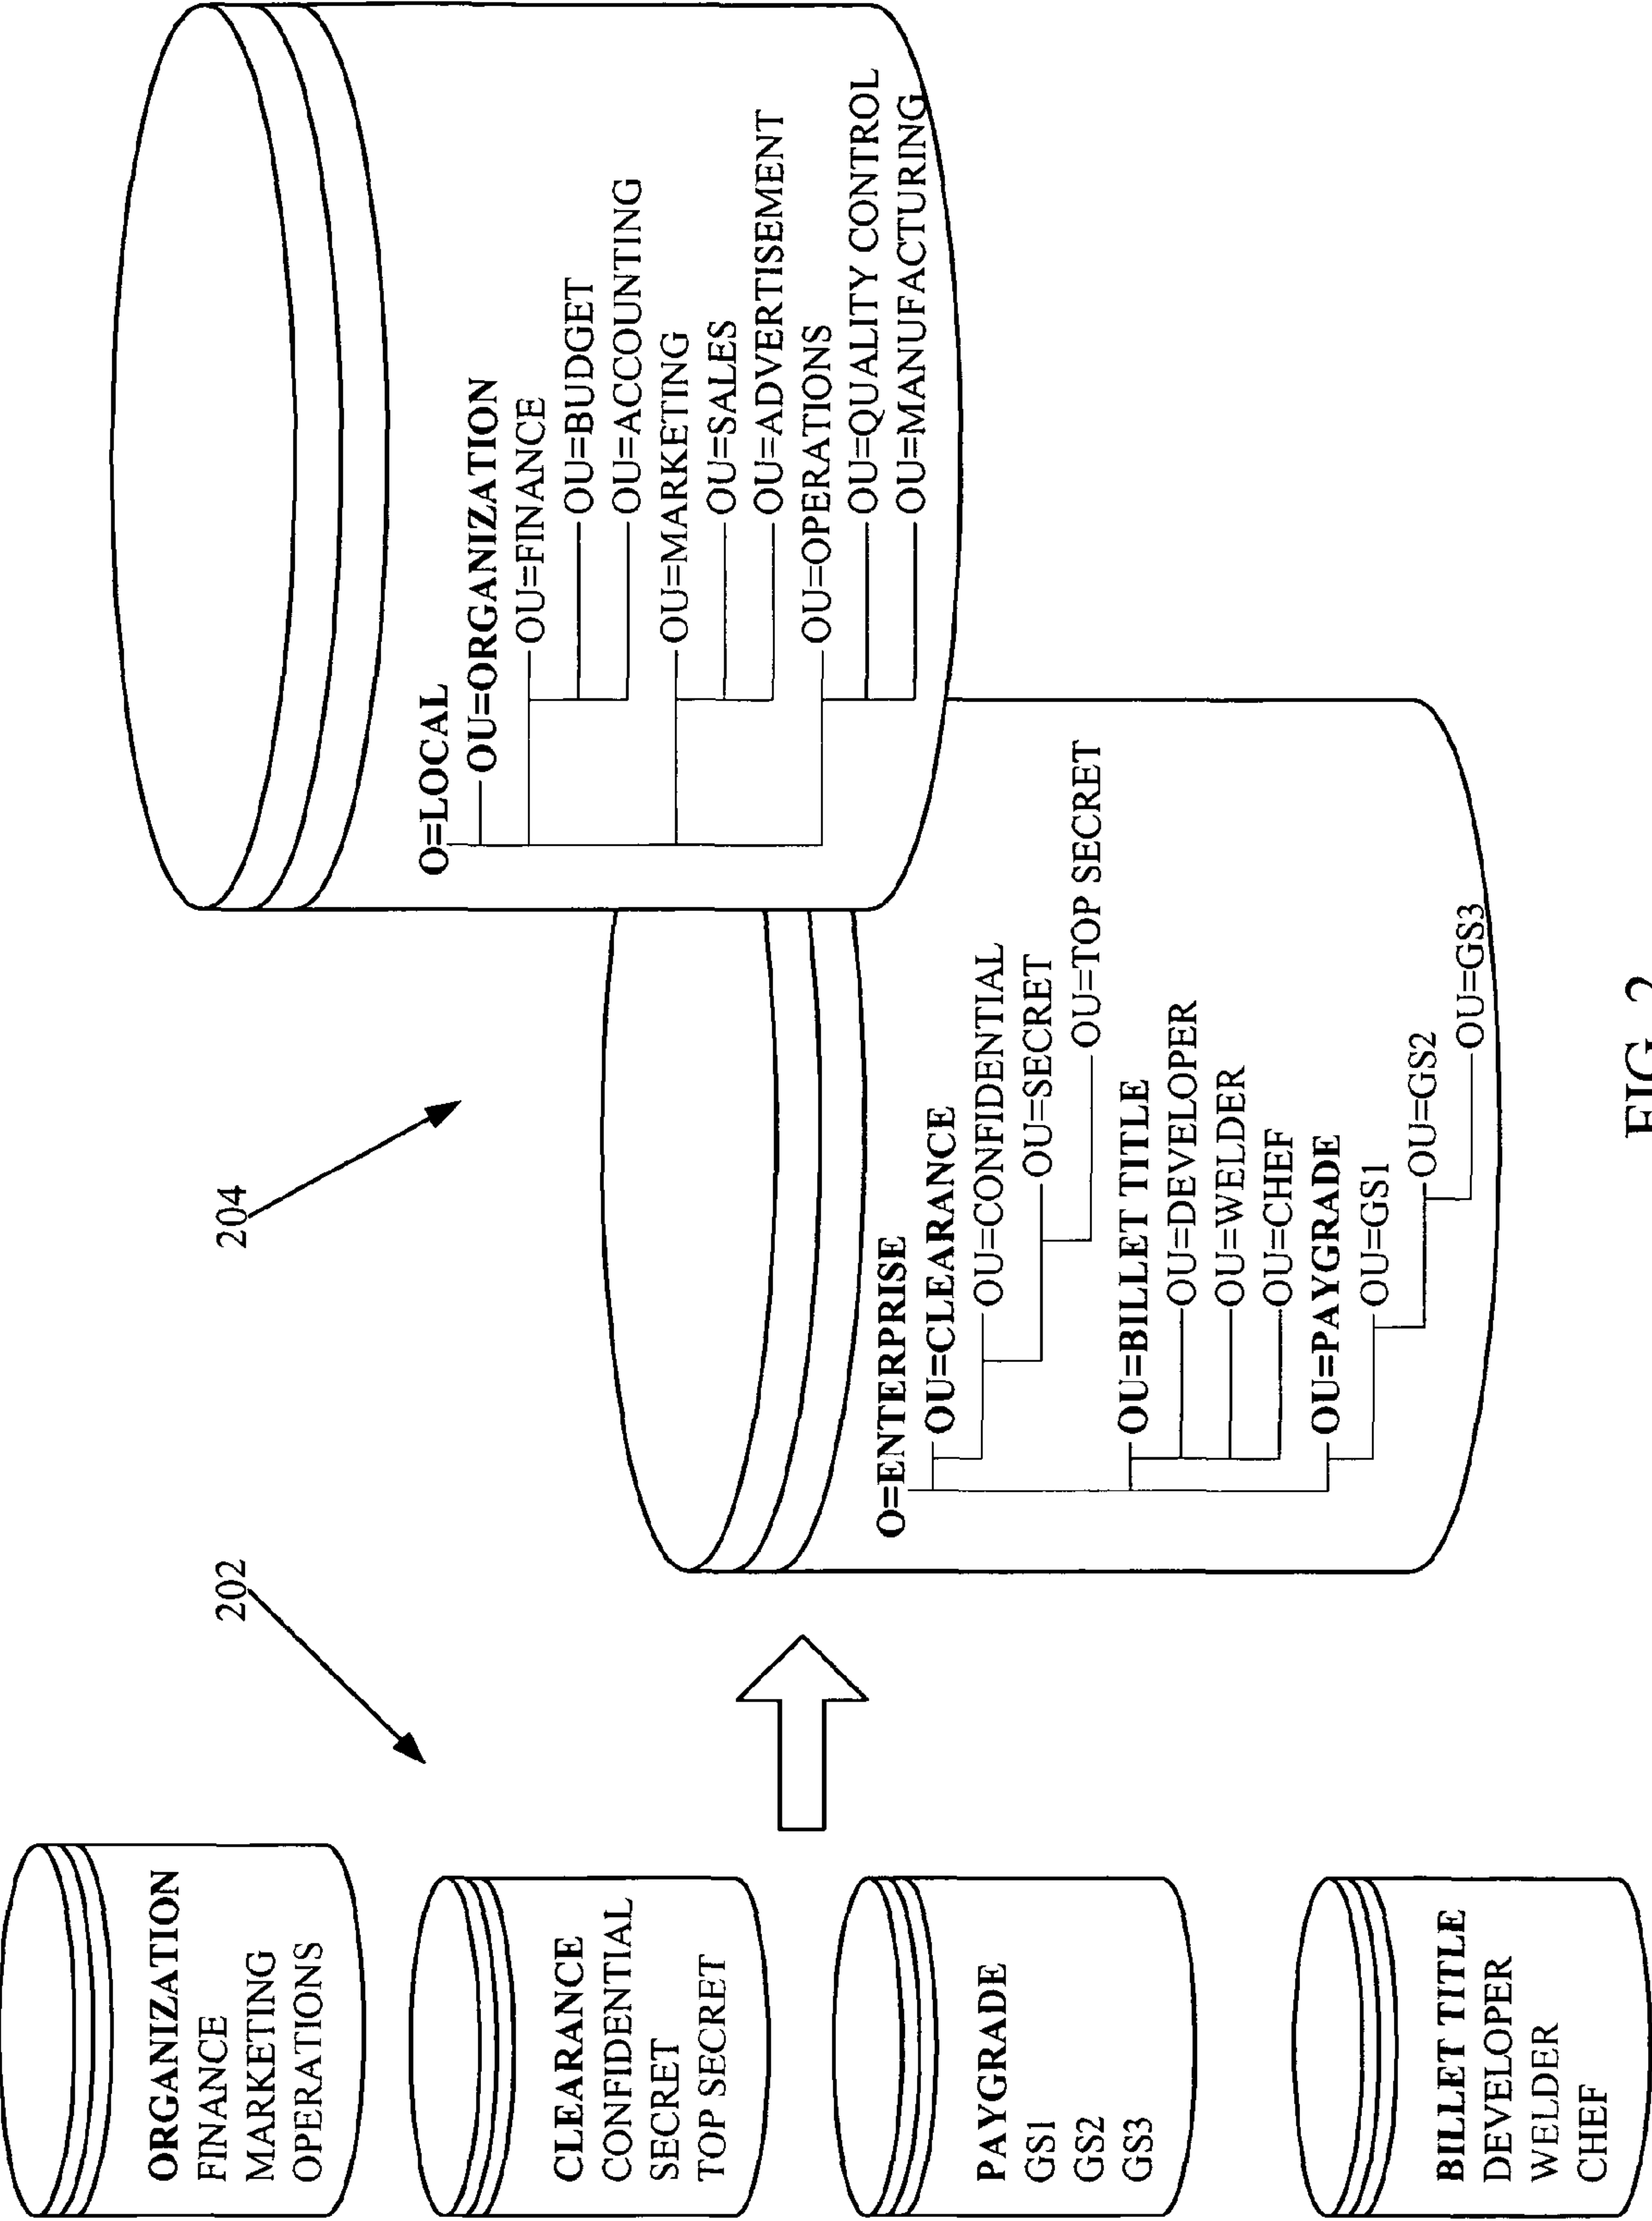 ORGANIZATION
FINANCE
MARKETING
OPERATIONS
CLEARANCE
CONFIDENTIAL
SECRET
TOP SECRET
PAYGRADE
GS1
GS2
GS3
BILLET TITLE
DEVELOPER
WELDER
CHEF
202
204
O=ENTERPRISE
OU=CLEARANCE
OU=CONFIDENTIAL
OU=SECRET
OU=TOP SECRET
OU=BILLET TITLE
OU=DEVELOPER
OU=WELDER
OU=CHEF
OU=PAYGRADE
OU=GS1
OU=GS2
OU=GS3
O=LOCAL
OU=ORGANIZATION
OU=FINANCE
OU=BUDGET
OU=ACCOUNTING
OU=MARKETING
OU=SALES
OU=ADVERTISEMENT
OU=OPERATIONS
OU=QUALITY CONTROL
OU=MANUFACTURING
FIG. 2